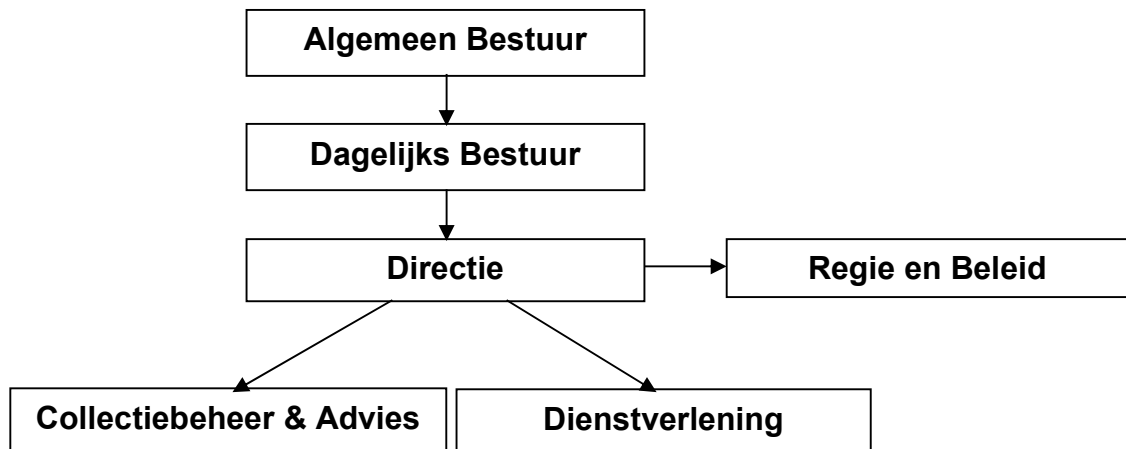 Algemeen Bestuur
Dagelijks Bestuur
Directie
Regie en Beleid
Collectiebeheer & Advies
Dienstverlening